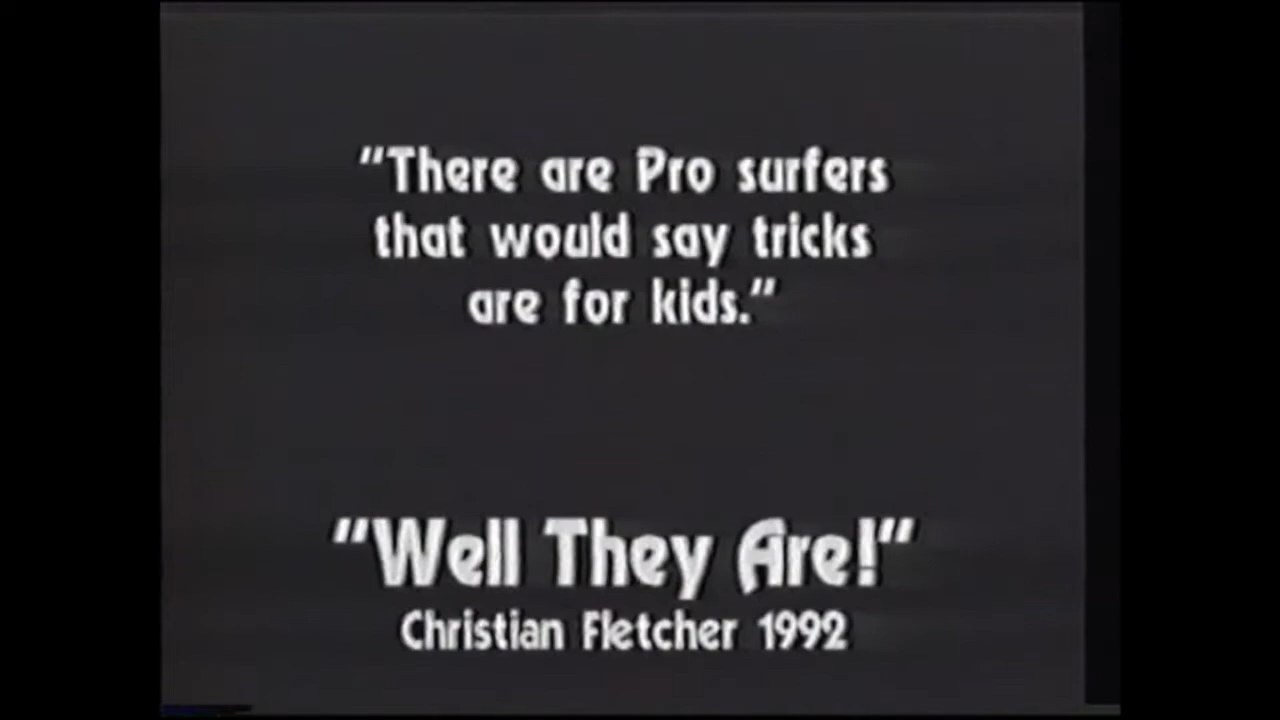 "There are Pro surfers
that would say tricks
are for kids."
"Well They Are!"
Christian Fletcher 1992